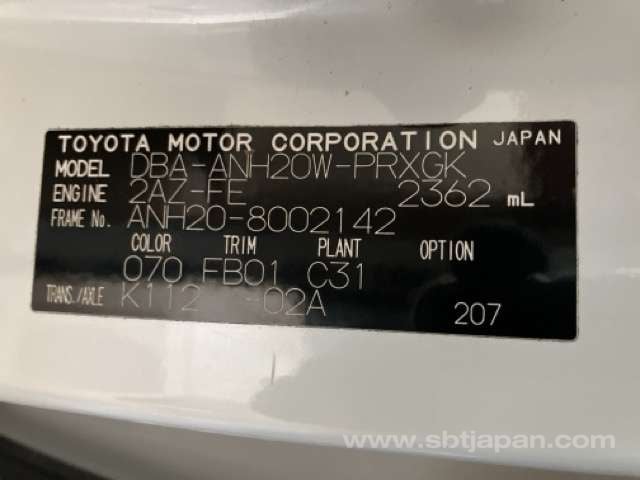 TOYOTA MOTOR CORPORATION JAPAN
MODEL DBA-ANH20W-PRXGK
ENGINE 2AZ-FE 2362 mL
FRAME No. ANH20-8002142
COLOR TRIM PLANT OPTION
070 FB01 C31
TRANS./AXLE K112 -02A
207
www.sbtjapan.com